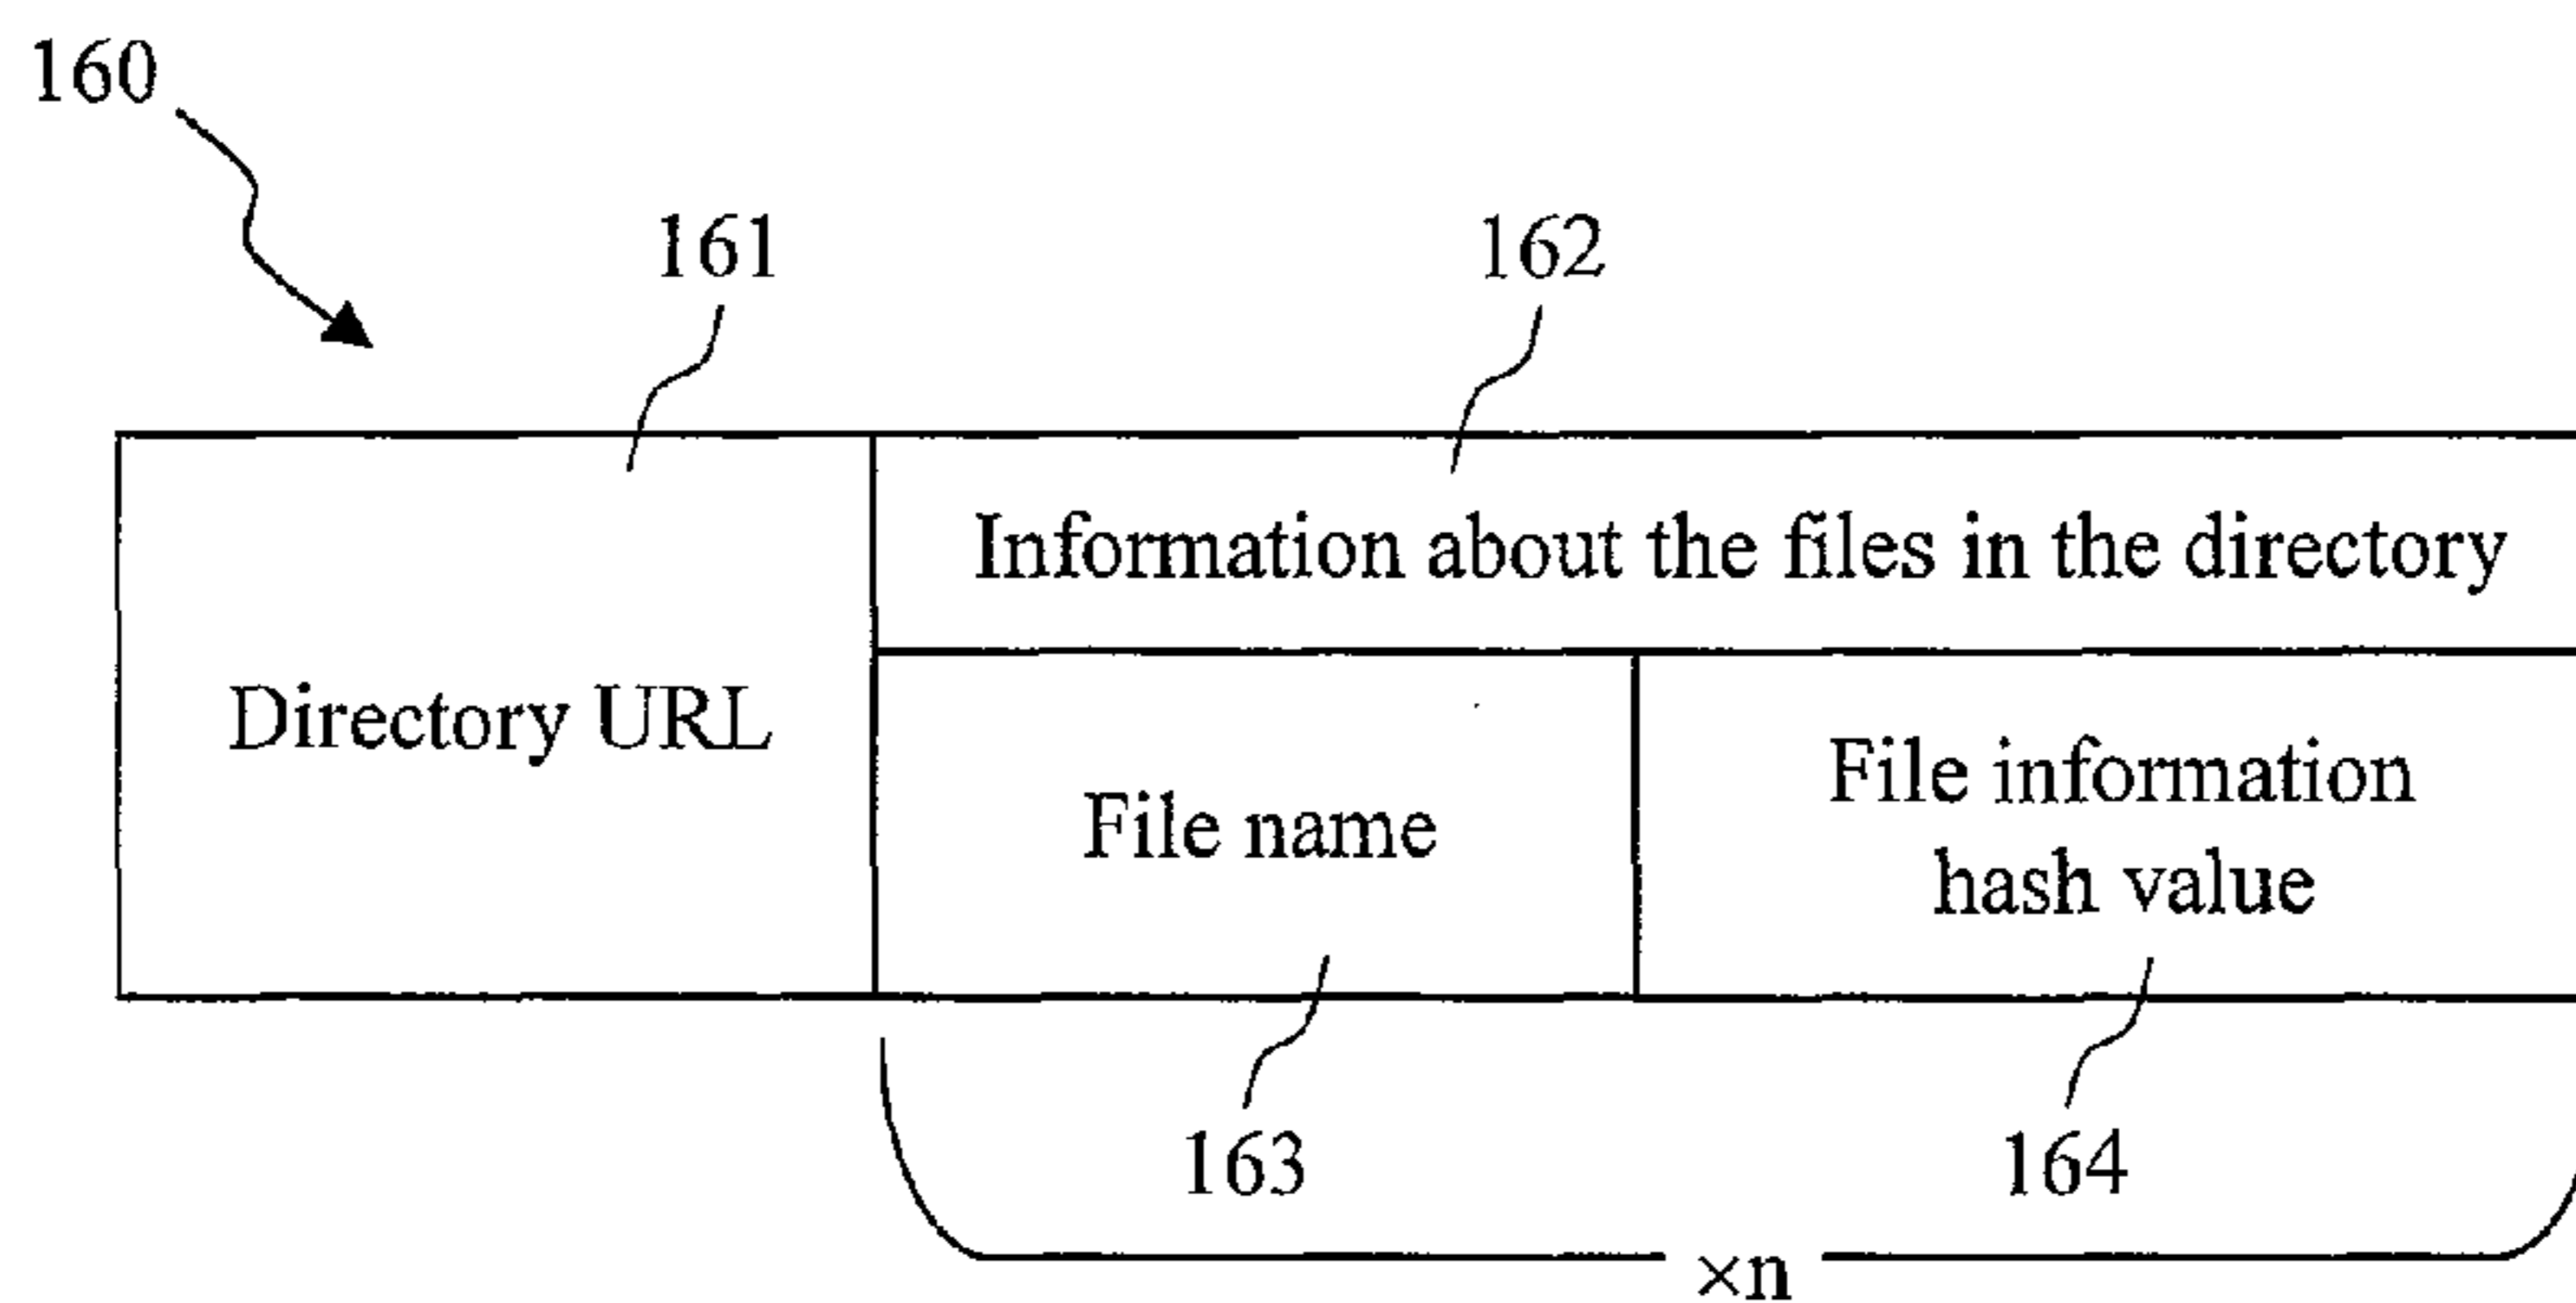 160
161
162
Information about the files in the directory
Directory URL
File name
File information
hash value
163
164
×n